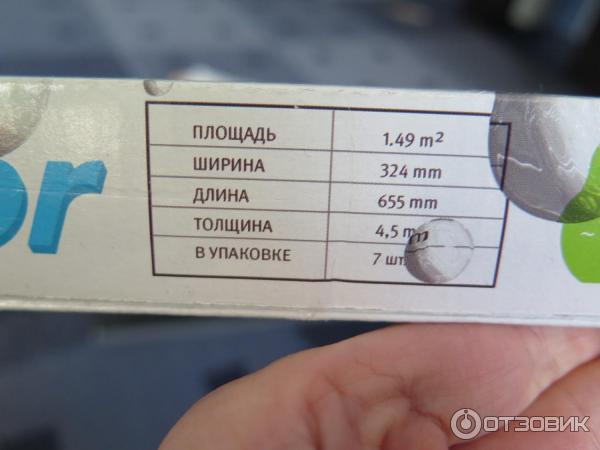 or
ПЛОЩАДЬ 1.49 m²
ШИРИНА 324 mm
ДЛИНА 655 mm
ТОЛЩИНА 4,5 mm
В УПАКОВКЕ 7 шт.
ОТЗОВИК